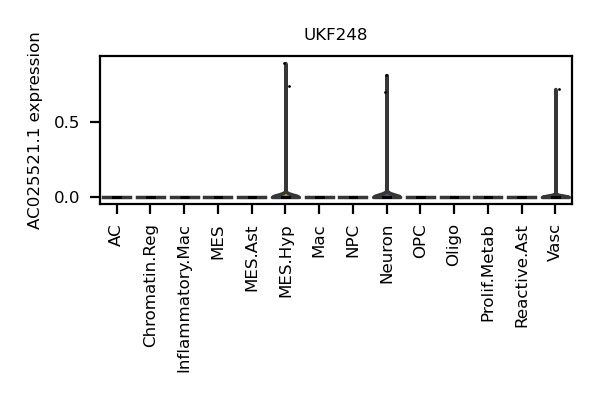 UKF248
AC025521.1 expression
0.5
0.0
AC
Chromatin.Reg
Inflammatory.Mac
MES
MES.Ast
MES.Hyp
Mac
NPC
Neuron
OPC
Oligo
Prolif.Metab
Reactive.Ast
Vasc